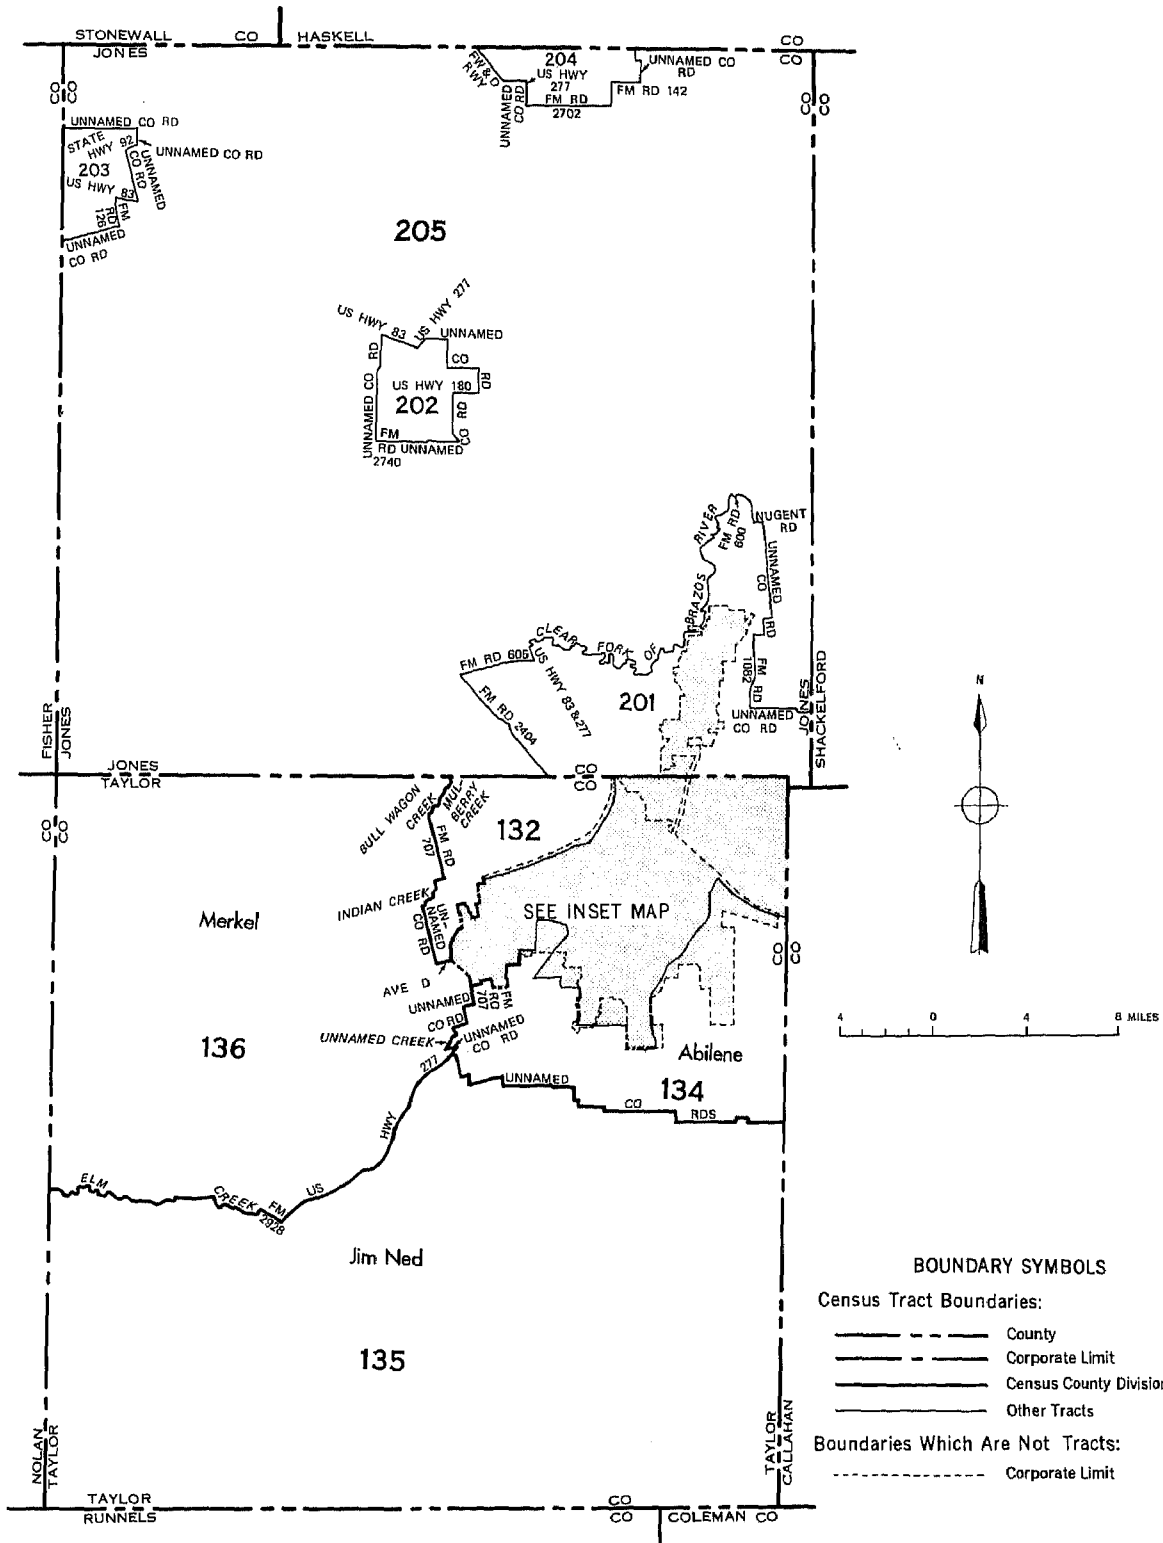 STONEWALL CO HASKELL
JONES
CO
CO
CO
CO
CO
CO
FW & D
RWY
204
US HWY
277
UNNAMED CO
RD
UNNAMED
CO RD
FM RD
2702
FM RD 142
UNNAMED CO RD
STATE
HWY 92
UNNAMED CO RD
UNNAMED
CO RD
203
US HWY 83
FM
RD
126
UNNAMED
CO RD
205
US HWY 83
US HWY 277
UNNAMED
CO
RD
UNNAMED CO RD
US HWY 180
202
CO RD
FM
RD UNNAMED
2740
RIVER
FM RD
600
NUGENT
RD
UNNAMED
CO
RD
BRAZOS
CLEAR FORK OF
FM RD 605
US HWY 83 & 277
FM RD 2404
201
FM
1082
RD
UNNAMED
CO RD
JONES
SHACKELFORD
FISHER
JONES
JONES
TAYLOR
CO
CO
CO
CO
N
BULL WAGON
CREEK
MUL-
BERRY
CREEK
132
FM RD
707
INDIAN CREEK
UN-
NAMED
CO RD
Merkel
SEE INSET MAP
CO
CO
AVE D
UNNAMED
CO RD
707
RD
FM
UNNAMED CREEK
UNNAMED
CO RD
136
Abilene
134
4 0 4 8 MILES
UNNAMED
CO
RDS
277
HWY
US
ELM
CREEK
FM
2928
Jim Ned
135
BOUNDARY SYMBOLS
Census Tract Boundaries:
County
Corporate Limit
Census County Division
Other Tracts
Boundaries Which Are Not Tracts:
Corporate Limit
NOLAN
TAYLOR
TAYLOR
CALLAHAN
TAYLOR
RUNNELS
CO
CO
COLEMAN CO